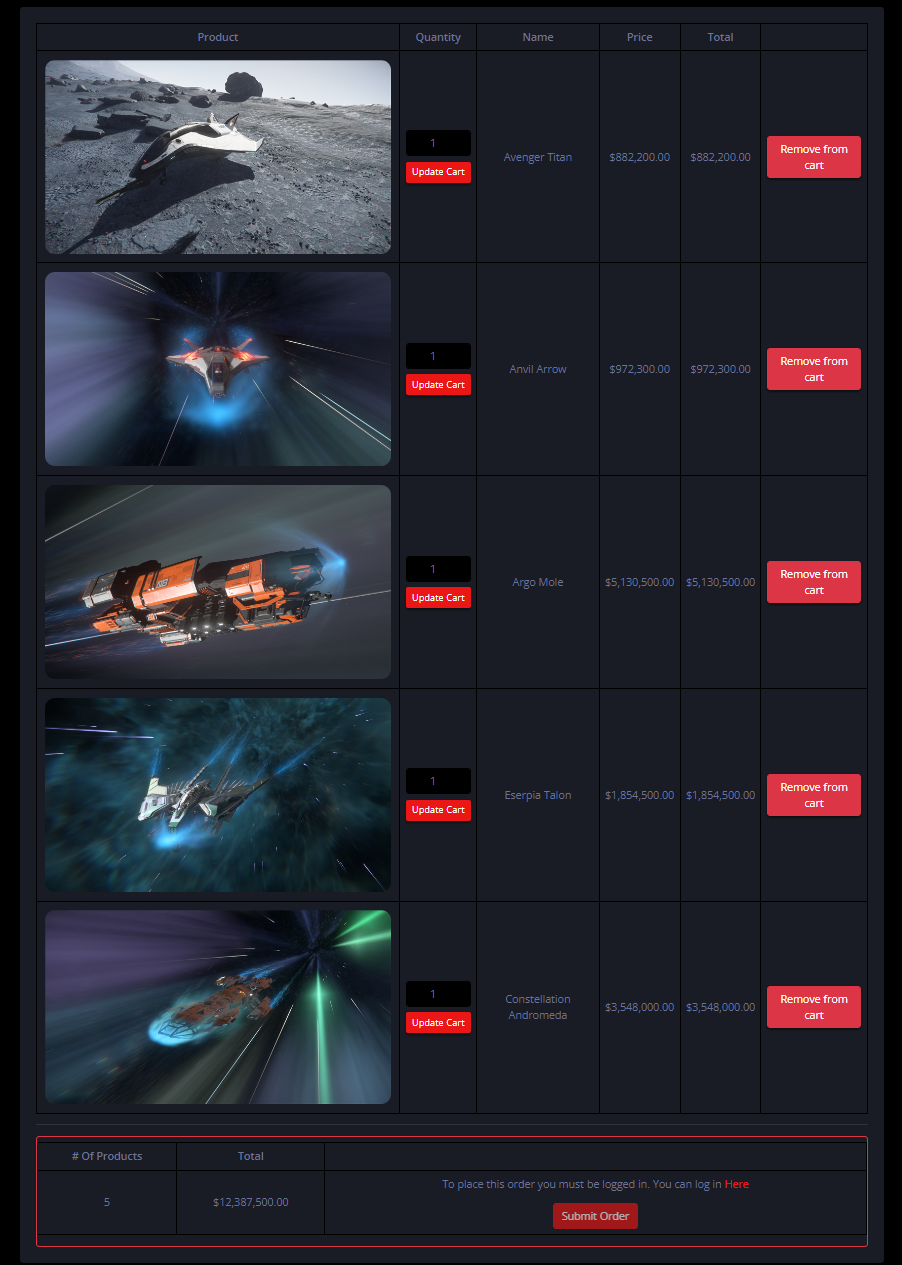 Product Quantity Name Price Total
1
Update Cart
Avenger Titan
$882,200.00
$882,200.00
Remove from
cart
1
Update Cart
Anvil Arrow
$972,300.00
$972,300.00
Remove from
cart
1
Update Cart
Argo Mole
$5,130,500.00
$5,130,500.00
Remove from
cart
1
Update Cart
Eserpia Talon
$1,854,500.00
$1,854,500.00
Remove from
cart
1
Update Cart
Constellation
Andromeda
$3,548,000.00
$3,548,000.00
Remove from
cart
# Of Products Total
5
$12,387,500.00
To place this order you must be logged in. You can log in Here
Submit Order